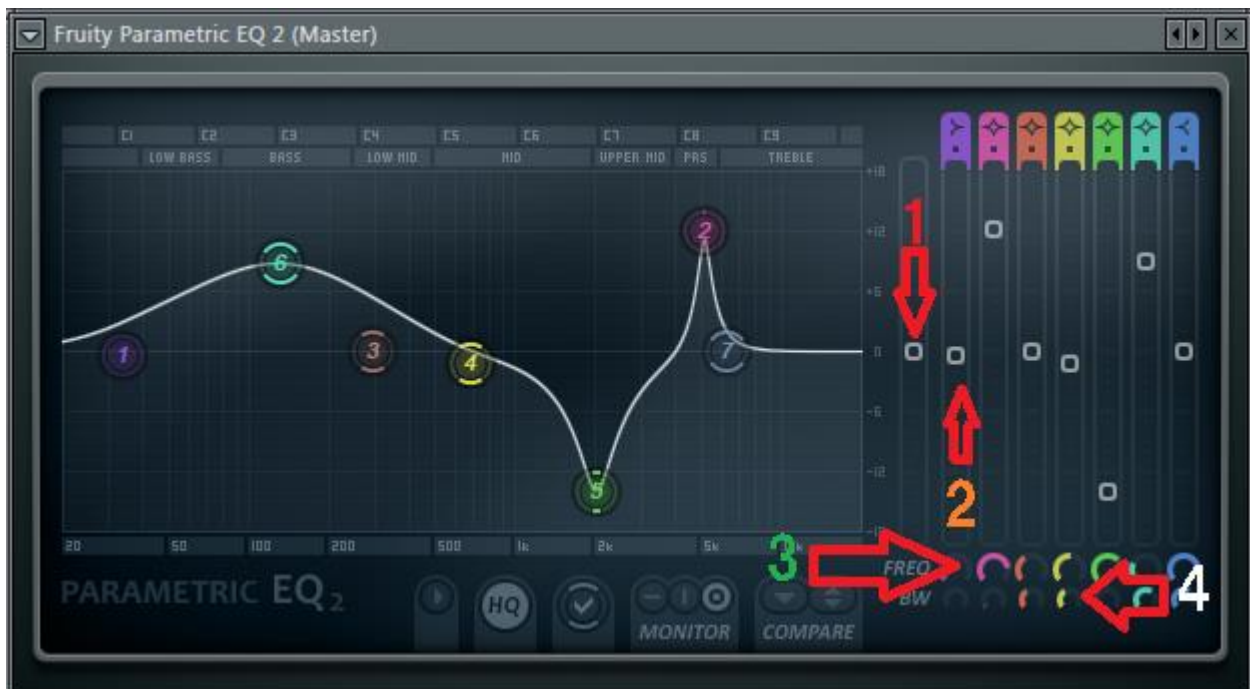 Fruity Parametric EQ 2 (Master)
C1 C2 C3 C4 C5 C6 C7 C8 C9
LOW BASS BASS LOW MID MID UPPER MID PRS TREBLE
+18
1
2
+12
6
+6
1 3 4 7 0
-6
5
-12
2
20 50 100 200 500 1k 2k 5k
3 FREQ
BW 4
PARAMETRIC EQ 2
HQ
MONITOR COMPARE